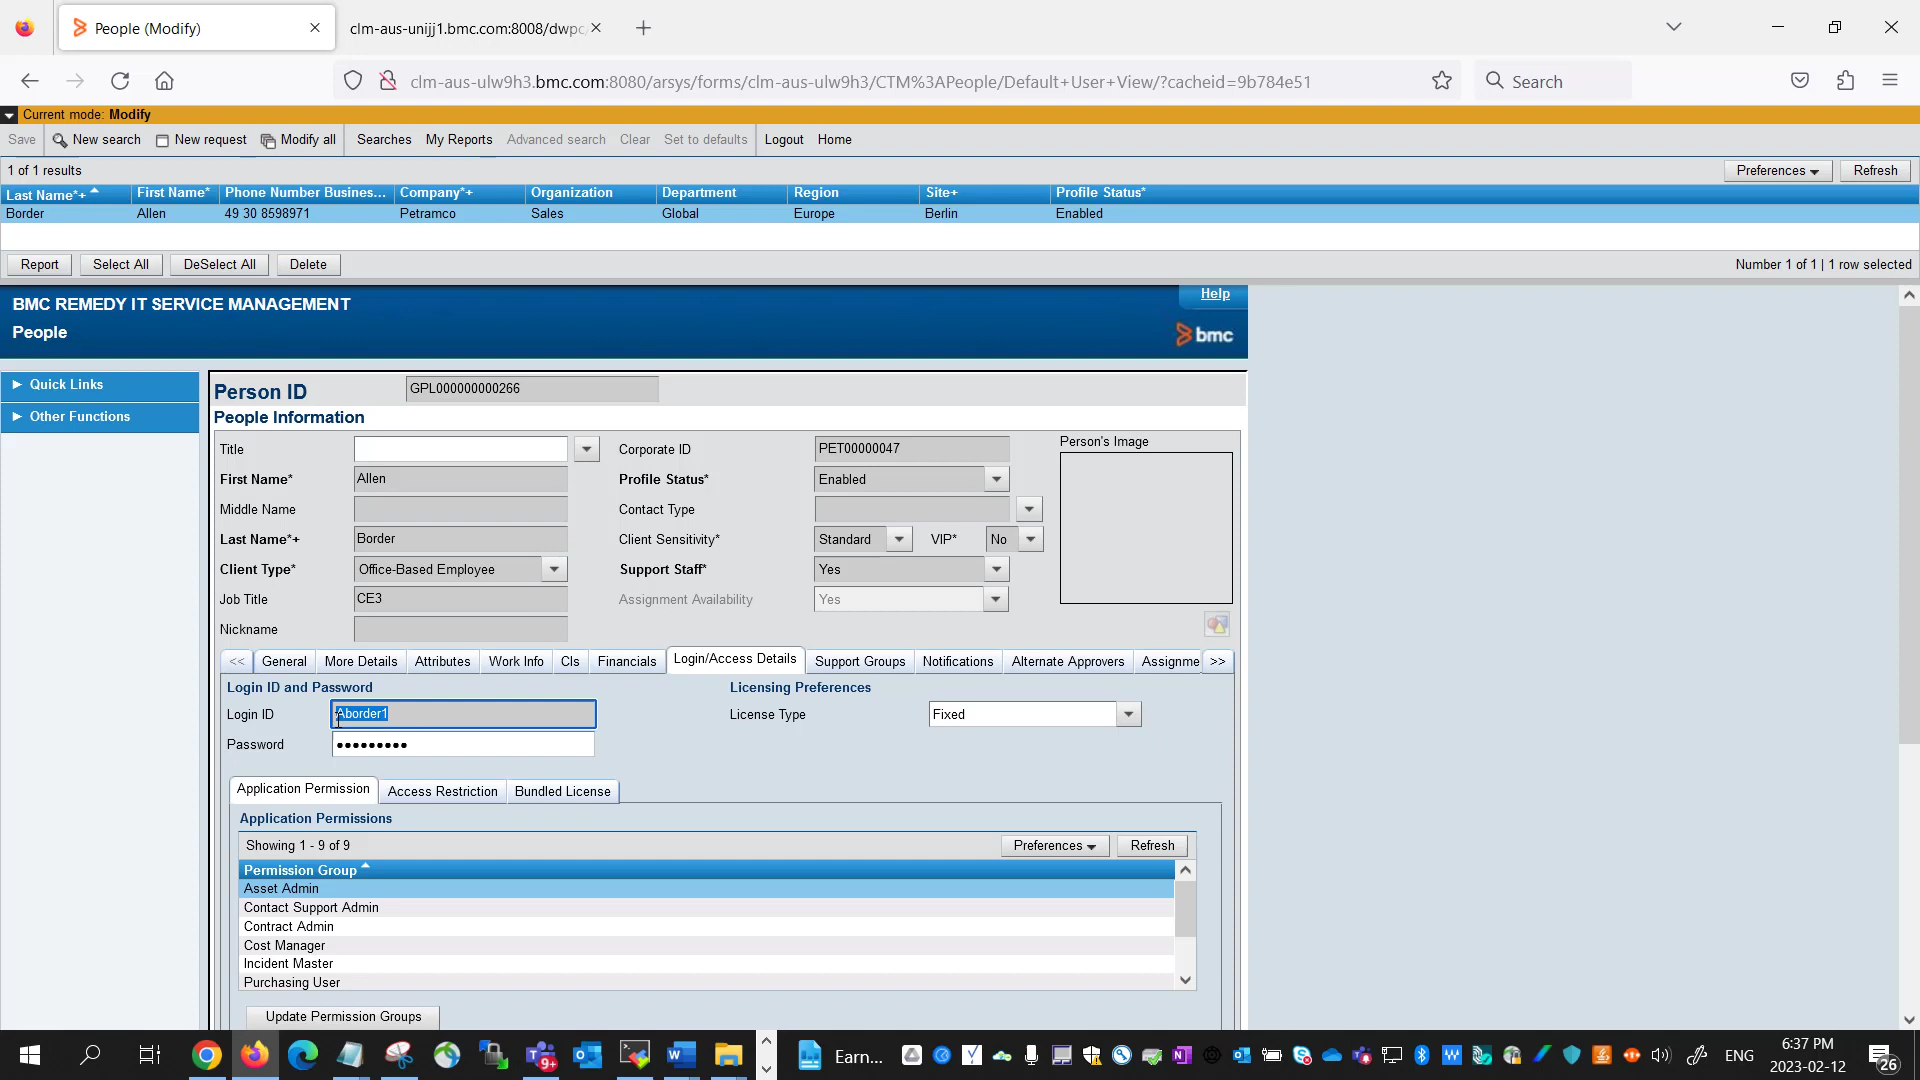 People (Modify)
clm-aus-unijj1.bmc.com:8008/dwpc/
clm-aus-ulw9h3.bmc.com:8080/arsys/forms/clm-aus-ulw9h3/CTM%3APeople/Default+User+View/?cacheid=9b784e51
Search
Current mode: Modify
Save New search New request Modify all Searches My Reports Advanced search Clear Set to defaults Logout Home
1 of 1 results Preferences Refresh
Last Name*+ First Name* Phone Number Busines... Company*+ Organization Department Region Site+ Profile Status*
Border Allen 49 30 8598971 Petramco Sales Global Europe Berlin Enabled
Report Select All DeSelect All Delete Number 1 of 1 | 1 row selected
BMC REMEDY IT SERVICE MANAGEMENT Help
People bmc
Quick Links
Other Functions
Person ID GPL000000000266
People Information
Title Corporate ID PET00000047 Person's Image
First Name* Allen Profile Status* Enabled
Middle Name Contact Type
Last Name*+ Border Client Sensitivity* Standard VIP* No
Client Type* Office-Based Employee Support Staff* Yes
Job Title CE3 Assignment Availability Yes
Nickname
<< General More Details Attributes Work Info CIs Financials Login/Access Details Support Groups Notifications Alternate Approvers Assignme >>
Login ID and Password Licensing Preferences
Login ID Aborder1 License Type Fixed
Password •••••••••
Application Permission Access Restriction Bundled License
Application Permissions
Showing 1 - 9 of 9 Preferences Refresh
Permission Group
Asset Admin
Contact Support Admin
Contract Admin
Cost Manager
Incident Master
Purchasing User
Update Permission Groups
9+ Earn... ENG 6:37 PM
2023-02-12 26